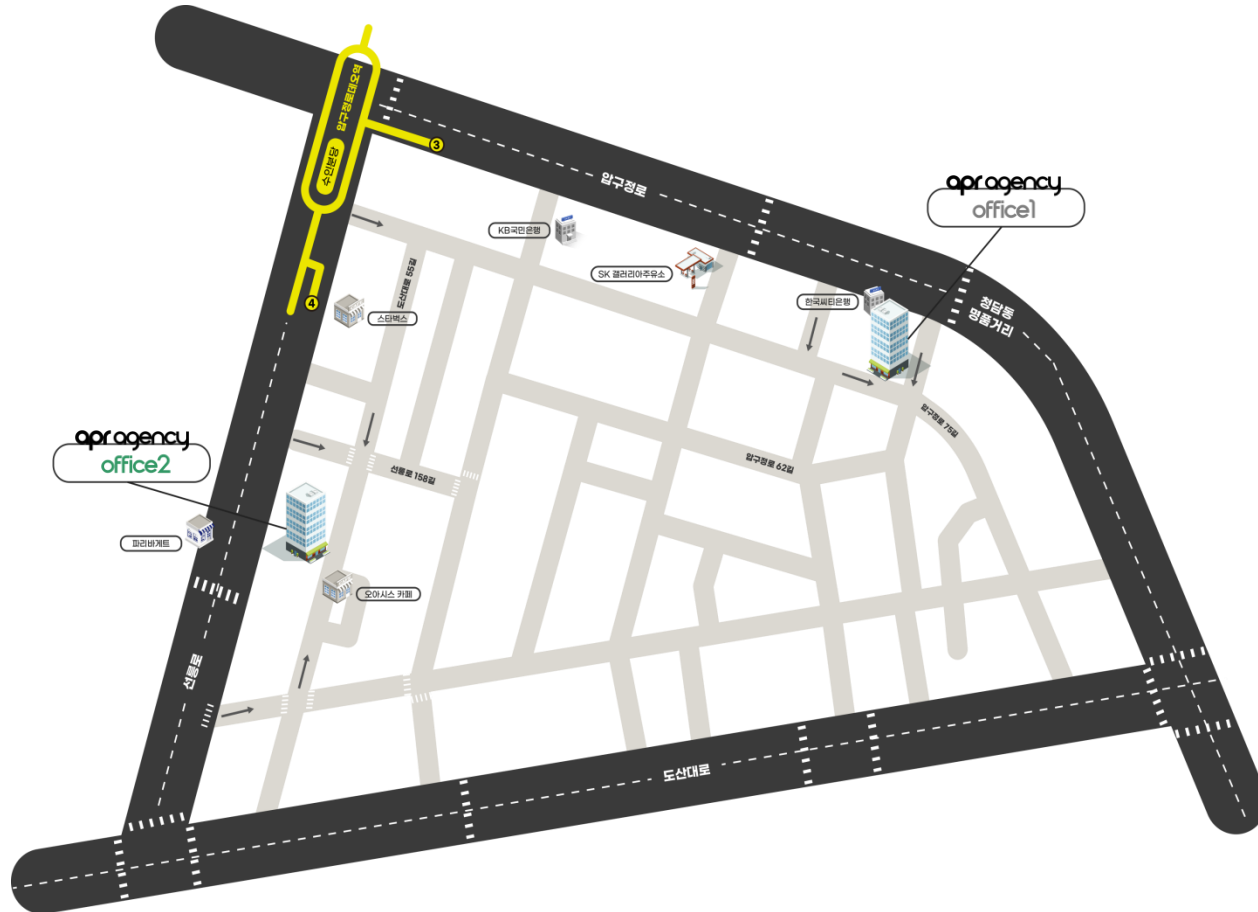 압구정로데오역
수인분당
3
압구정로
apr agency
office1
KB국민은행
SK 갤러리아주유소
도산대로 55길
한국씨티은행
청담동
명품거리
4
스타벅스
압구정로 75길
apr agency
office2
선릉로 158길
압구정로 62길
파리바게트
오아시스 카페
선릉로
도산대로